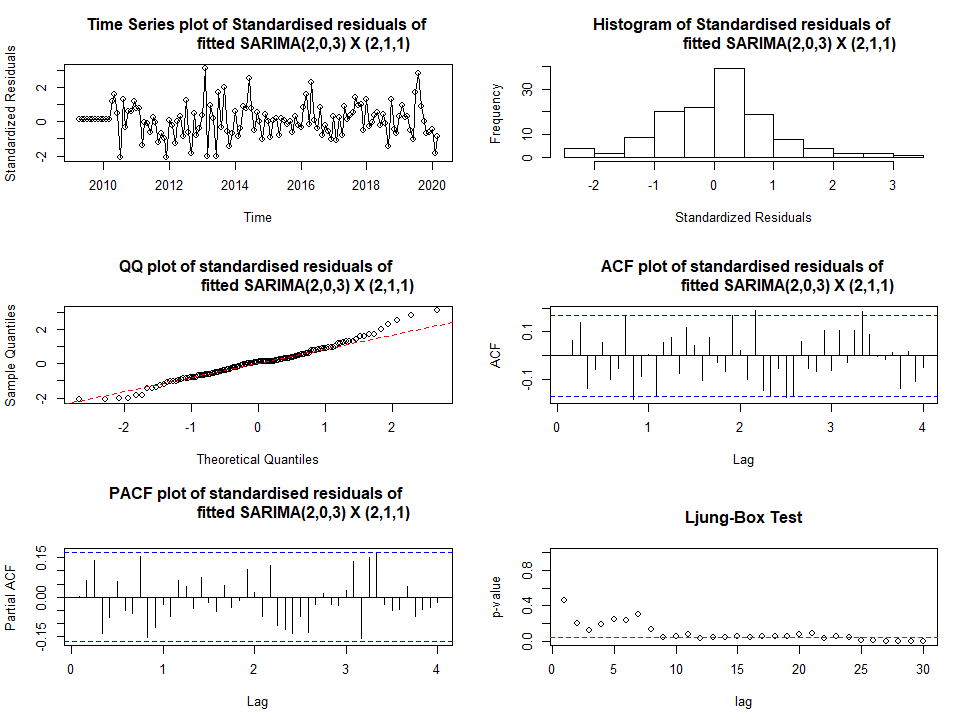 Time Series plot of Standardised residuals of
fitted SARIMA(2,0,3) X (2,1,1)
Standardized Residuals
2
0
-2
2010 2012 2014 2016 2018 2020
Time
Histogram of Standardised residuals of
fitted SARIMA(2,0,3) X (2,1,1)
Frequency
30
10
0
-2 -1 0 1 2 3
Standardized Residuals
QQ plot of standardised residuals of
fitted SARIMA(2,0,3) X (2,1,1)
Sample Quantiles
2
0
-2
-2 -1 0 1 2
Theoretical Quantiles
ACF plot of standardised residuals of
fitted SARIMA(2,0,3) X (2,1,1)
ACF
0.1
-0.1
0 1 2 3 4
Lag
PACF plot of standardised residuals of
fitted SARIMA(2,0,3) X (2,1,1)
Partial ACF
0.15
0.00
-0.15
0 1 2 3 4
Lag
Ljung-Box Test
p-value
0.8
0.4
0.0
0 5 10 15 20 25 30
lag